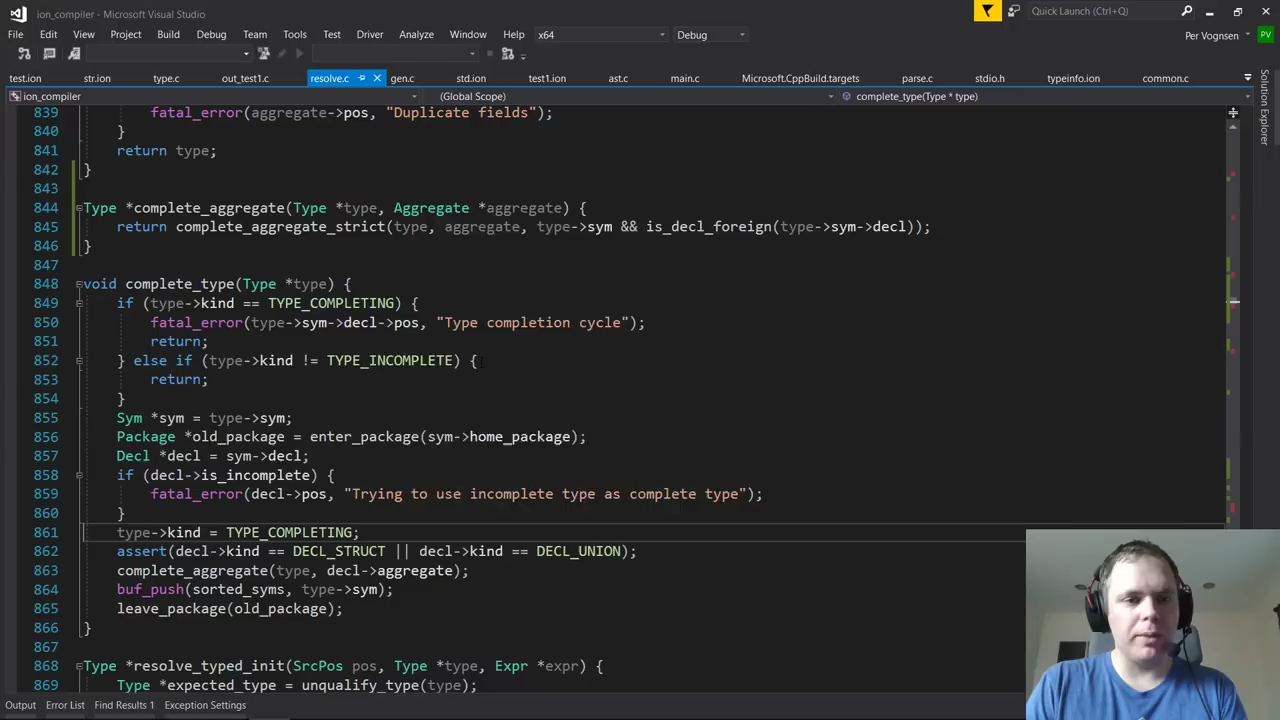 ion_compiler - Microsoft Visual Studio
Quick Launch (Ctrl+Q)
File Edit View Project Build Debug Team Tools Test Driver Analyze Window Help x64 Debug Per Vognsen PV
test.ion str.ion type.c out_test1.c resolve.c gen.c std.ion test1.ion ast.c main.c Microsoft.CppBuild.targets parse.c stdio.h typeinfo.ion common.c
ion_compiler (Global Scope) complete_type(Type * type)
Solution Explorer
839 fatal_error(aggregate->pos, "Duplicate fields");
840 }
841 return type;
842 }
843
844 Type *complete_aggregate(Type *type, Aggregate *aggregate) {
845 return complete_aggregate_strict(type, aggregate, type->sym && is_decl_foreign(type->sym->decl));
846 }
847
848 void complete_type(Type *type) {
849 if (type->kind == TYPE_COMPLETING) {
850 fatal_error(type->sym->decl->pos, "Type completion cycle");
851 return;
852 } else if (type->kind != TYPE_INCOMPLETE) {
853 return;
854 }
855 Sym *sym = type->sym;
856 Package *old_package = enter_package(sym->home_package);
857 Decl *decl = sym->decl;
858 if (decl->is_incomplete) {
859 fatal_error(decl->pos, "Trying to use incomplete type as complete type");
860 }
861 type->kind = TYPE_COMPLETING;
862 assert(decl->kind == DECL_STRUCT || decl->kind == DECL_UNION);
863 complete_aggregate(type, decl->aggregate);
864 buf_push(sorted_syms, type->sym);
865 leave_package(old_package);
866 }
867
868 Type *resolve_typed_init(SrcPos pos, Type *type, Expr *expr) {
869 Type *expected_type = unqualify_type(type);
Output Error List Find Results 1 Exception Settings